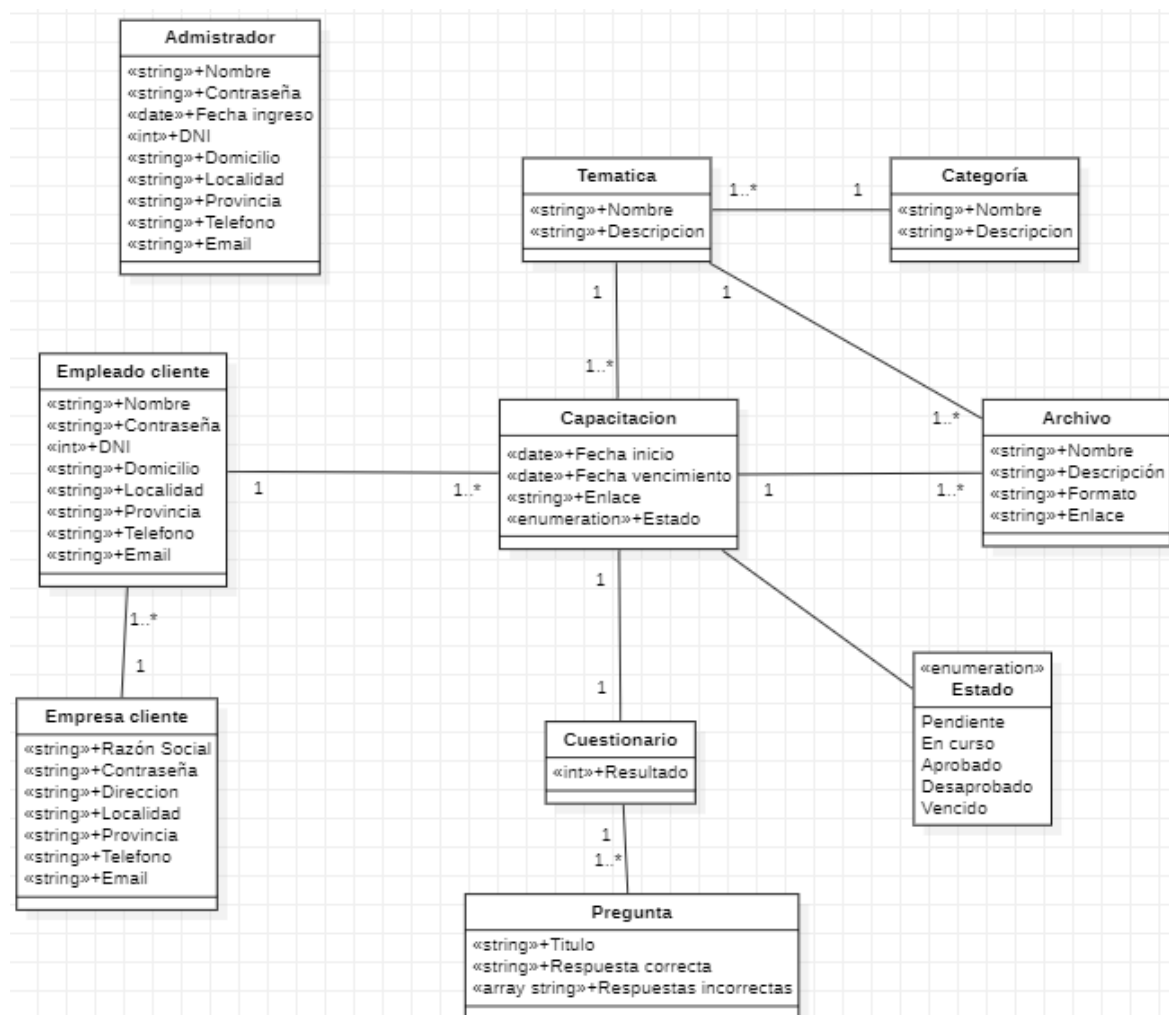 Admistrador
«string»+Nombre
«string»+Contraseña
«date»+Fecha ingreso
«int»+DNI
«string»+Domicilio
«string»+Localidad
«string»+Provincia
«string»+Telefono
«string»+Email
Tematica
«string»+Nombre
«string»+Descripcion
1..*
1
Categoría
«string»+Nombre
«string»+Descripcion
1
1
1..*
1..*
Empleado cliente
«string»+Nombre
«string»+Contraseña
«int»+DNI
«string»+Domicilio
«string»+Localidad
«string»+Provincia
«string»+Telefono
«string»+Email
1
1..*
Capacitacion
«date»+Fecha inicio
«date»+Fecha vencimiento
«string»+Enlace
«enumeration»+Estado
1
1..*
Archivo
«string»+Nombre
«string»+Descripción
«string»+Formato
«string»+Enlace
1..*
1
1
1
Empresa cliente
«string»+Razón Social
«string»+Contraseña
«string»+Direccion
«string»+Localidad
«string»+Provincia
«string»+Telefono
«string»+Email
Cuestionario
«int»+Resultado
«enumeration»
Estado
Pendiente
En curso
Aprobado
Desaprobado
Vencido
1
1..*
Pregunta
«string»+Titulo
«string»+Respuesta correcta
«array string»+Respuestas incorrectas